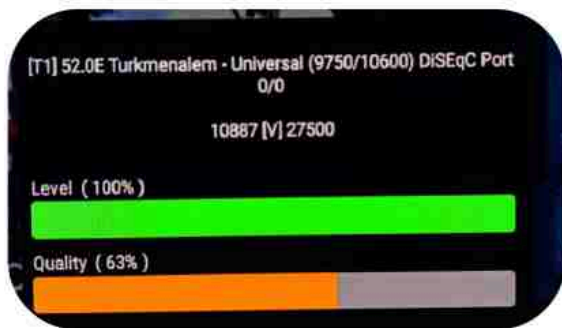 [T1] 52.0E Turkmenalem - Universal (9750/10600) DiSEqC Port
0/0
10887 [V] 27500
Level ( 100% )
Quality ( 63% )